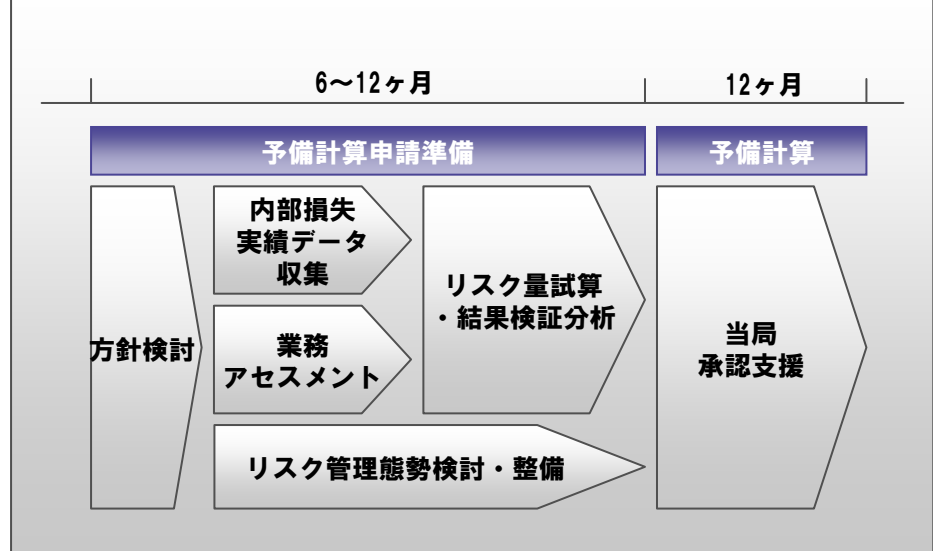 6～12ヶ月
12ヶ月
予備計算申請準備
予備計算
方針検討
内部損失
実績データ
収集
業務
アセスメント
リスク量試算
・結果検証分析
リスク管理態勢検討・整備
当局
承認支援